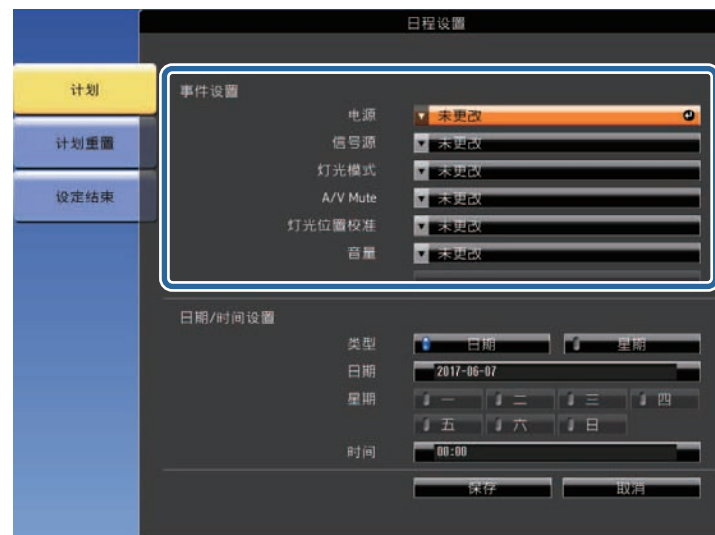 日程设置
计划
计划重置
设定结束
事件设置
电源 未更改
信号源 未更改
灯光模式 未更改
A/V Mute 未更改
灯光位置校准 未更改
音量 未更改
日期/时间设置
类型 日期 星期
日期 2017-06-07
星期 一 二 三 四
五 六 日
时间 00:00
保存 取消